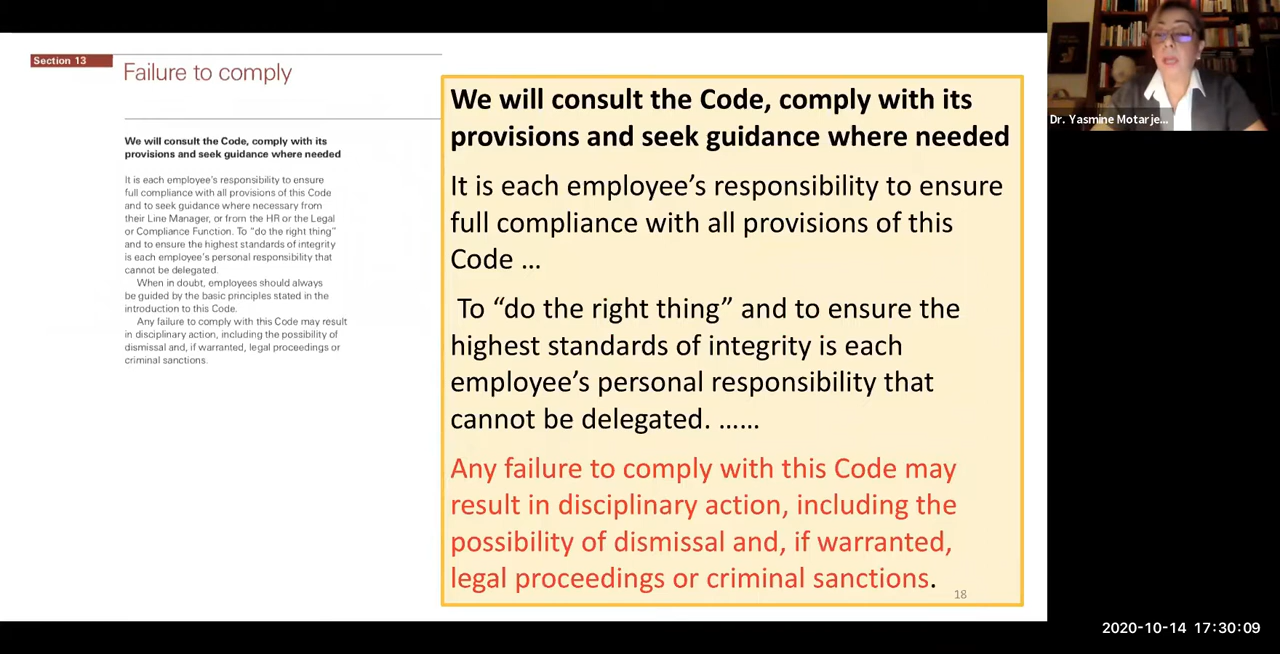 Section 13
Failure to comply
We will consult the Code, comply with its
provisions and seek guidance where needed
It is each employee's responsibility to ensure
full compliance with all provisions of this Code
and to seek guidance where necessary from
their Line Manager, or from the HR or the Legal
or Compliance Function. To “do the right thing”
and to ensure the highest standards of integrity
is each employee's personal responsibility that
cannot be delegated.
When in doubt, employees should always
be guided by the basic principles stated in the
introduction to this Code.
Any failure to comply with this Code may result
in disciplinary action, including the possibility of
dismissal and, if warranted, legal proceedings or
criminal sanctions.
We will consult the Code, comply with its
provisions and seek guidance where needed
It is each employee’s responsibility to ensure
full compliance with all provisions of this
Code ...
To “do the right thing” and to ensure the
highest standards of integrity is each
employee’s personal responsibility that
cannot be delegated. ......
Any failure to comply with this Code may
result in disciplinary action, including the
possibility of dismissal and, if warranted,
legal proceedings or criminal sanctions.
18
Dr. Yasmine Motarje...
2020-10-14 17:30:09